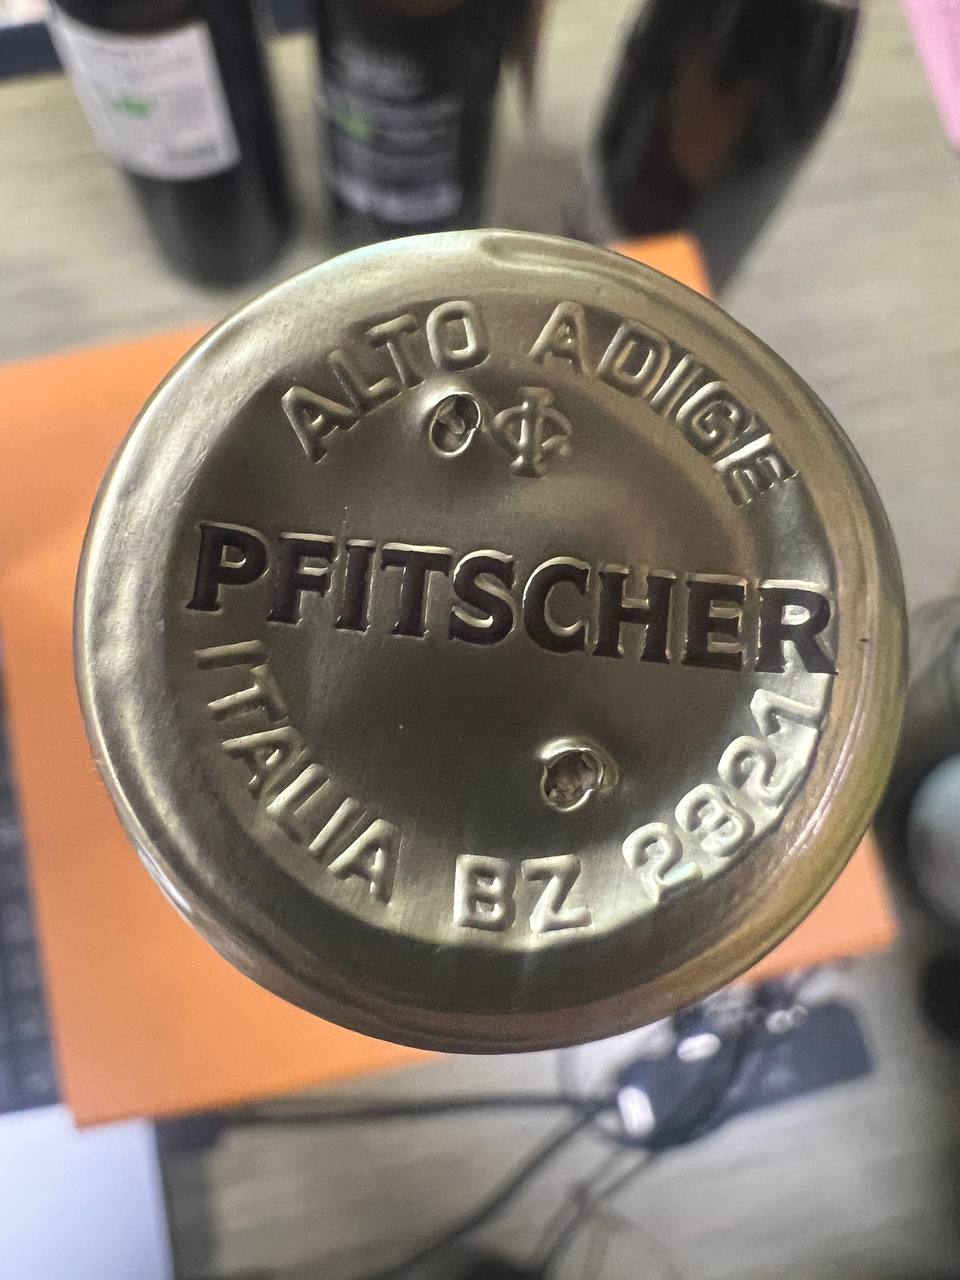 ALTO ADIGE
PFITSCHER
ITALIA BZ 2321